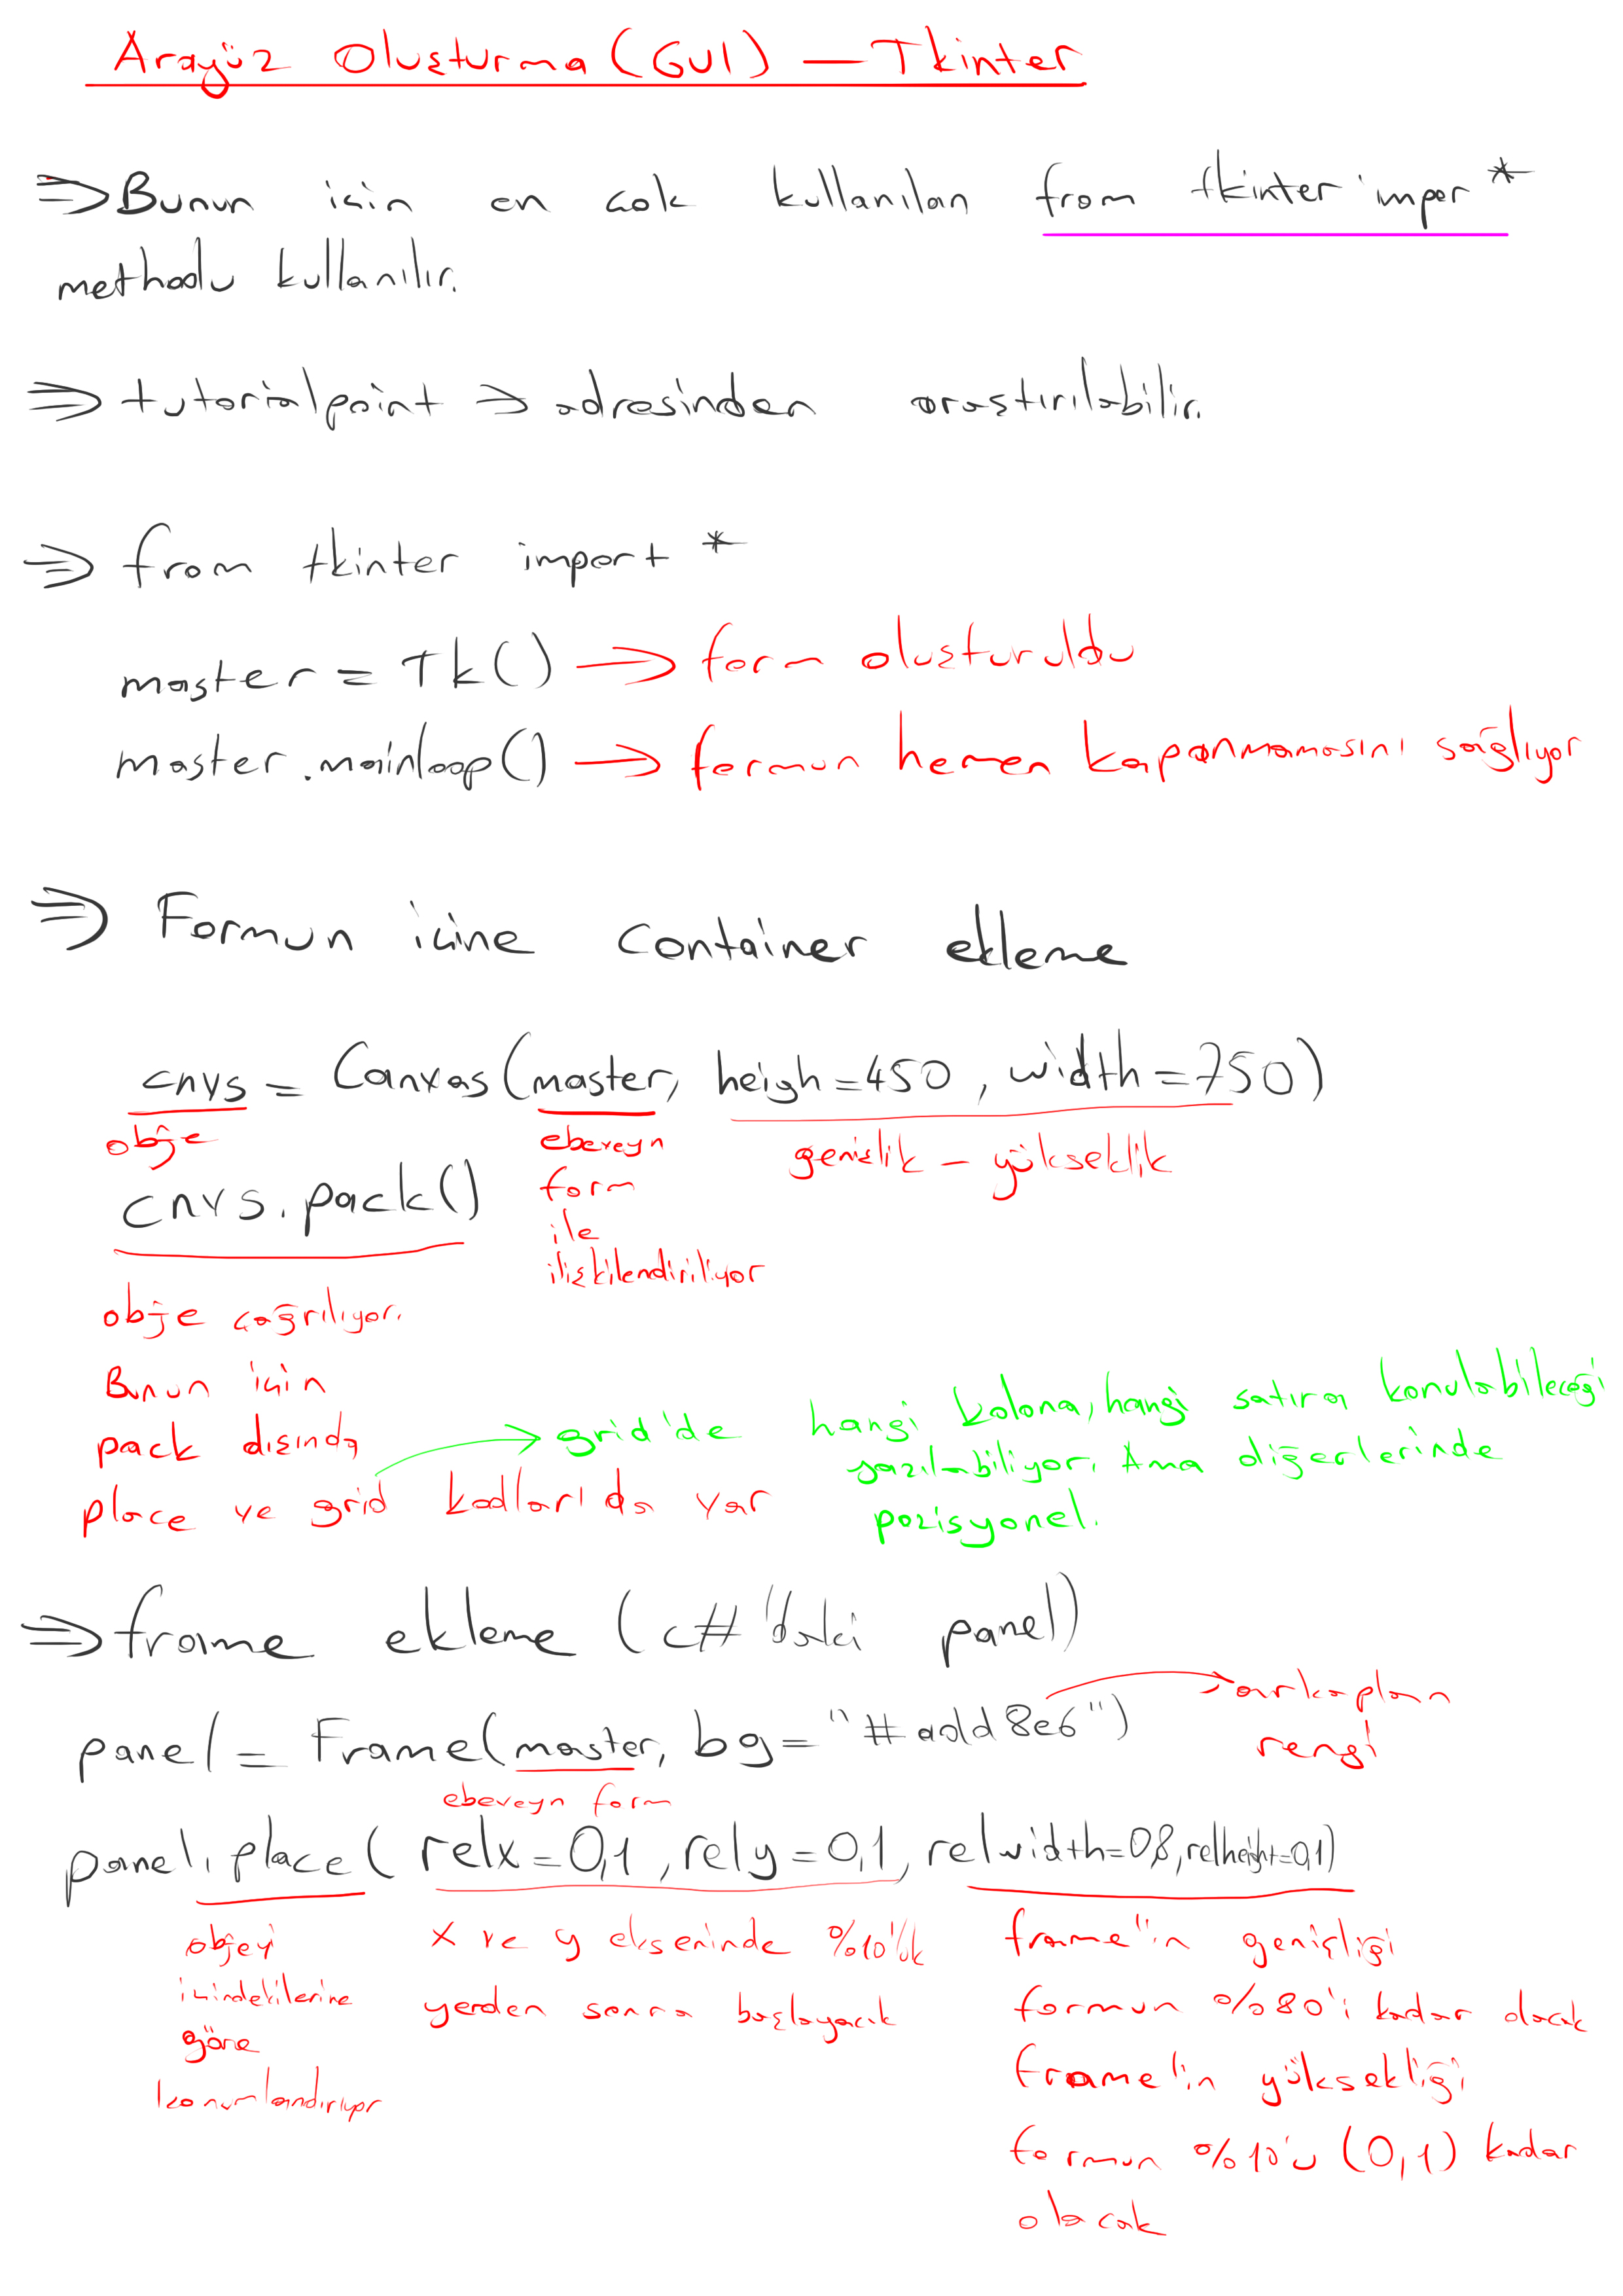 Arayüz Oluşturma (GUI) — Tkinter
⇒ Bunun için en çok kullanılan from tkinter impor *
methodu kullanılır.
⇒ tutorialpoint → adresinden araştırılabilir.
⇒ from tkinter import *
master = Tk() → form oluşturuldu
master.mainloop() → formun hemen kapanmamasını sağlıyor
⇒ Formun içine container ekleme
cnvs = Canvas(master, heigh=450, width=750)
obje
ebeveyn
form
ile
ilişkilendiriliyor
genişlik - yükseklik
cnvs.pack()
obje çağrılıyor.
Bunun için
pack dışında
place ve grid kodları da var
→ grid'de hangi kolona, hangi satıra konulabileceği
yazılabiliyor. Ama diğerlerinde
pozisyonel.
⇒ frame ekleme (c#'daki panel)
panel = Frame(master, bg="#add8e6")
→ arkaplan
rengi
ebeveyn form
panel.place(relx=0,1, rely=0,1, relwidth=0,8, relheight=0,1)
objeyi
içindekilerine
göre
konumlandırıyor
x ve y ekseninde %10'luk
yerden sonra başlayacak
frame'in genişliği
formun %80'i kadar olacak
frame'in yüksekliği
formun %10'u (0,1) kadar
olacak